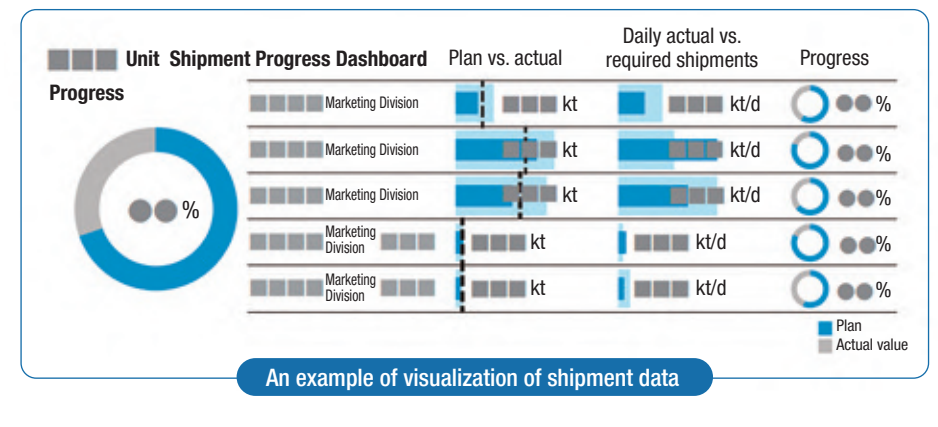 ■■■ Unit Shipment Progress Dashboard
Plan vs. actual
Daily actual vs.
required shipments
Progress
Progress
●●%
■■■■ Marketing Division ■■■ kt ■■■ kt/d ●●%
■■■■ Marketing Division ■■■ kt ■■■ kt/d ●●%
■■■■ Marketing Division ■■■ kt ■■■ kt/d ●●%
■■■■ Marketing
Division ■■■ ■■■ kt ■■■ kt/d ●●%
■■■■ Marketing
Division ■■■ ■■■ kt ■■■ kt/d ●●%
Plan
Actual value
An example of visualization of shipment data